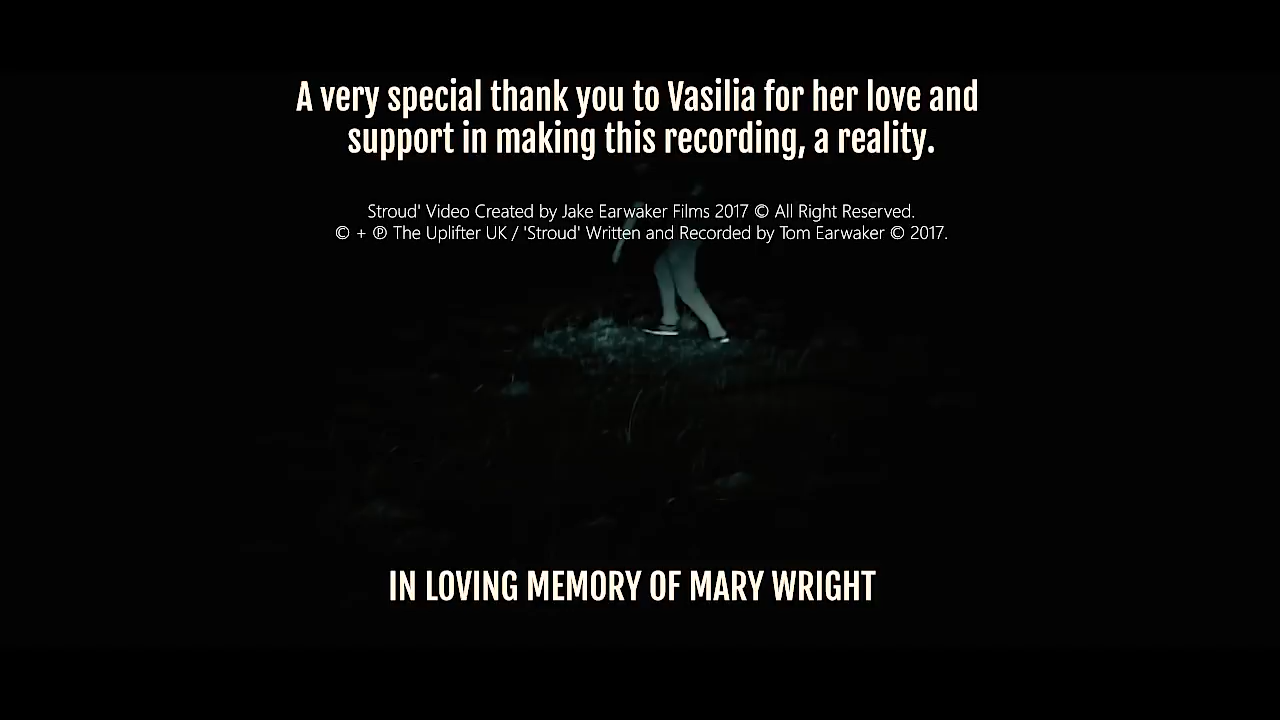 A very special thank you to Vasilia for her love and
support in making this recording, a reality.
Stroud' Video Created by Jake Earwaker Films 2017 © All Right Reserved.
© + ℗ The Uplifter UK / 'Stroud' Written and Recorded by Tom Earwaker © 2017.
IN LOVING MEMORY OF MARY WRIGHT